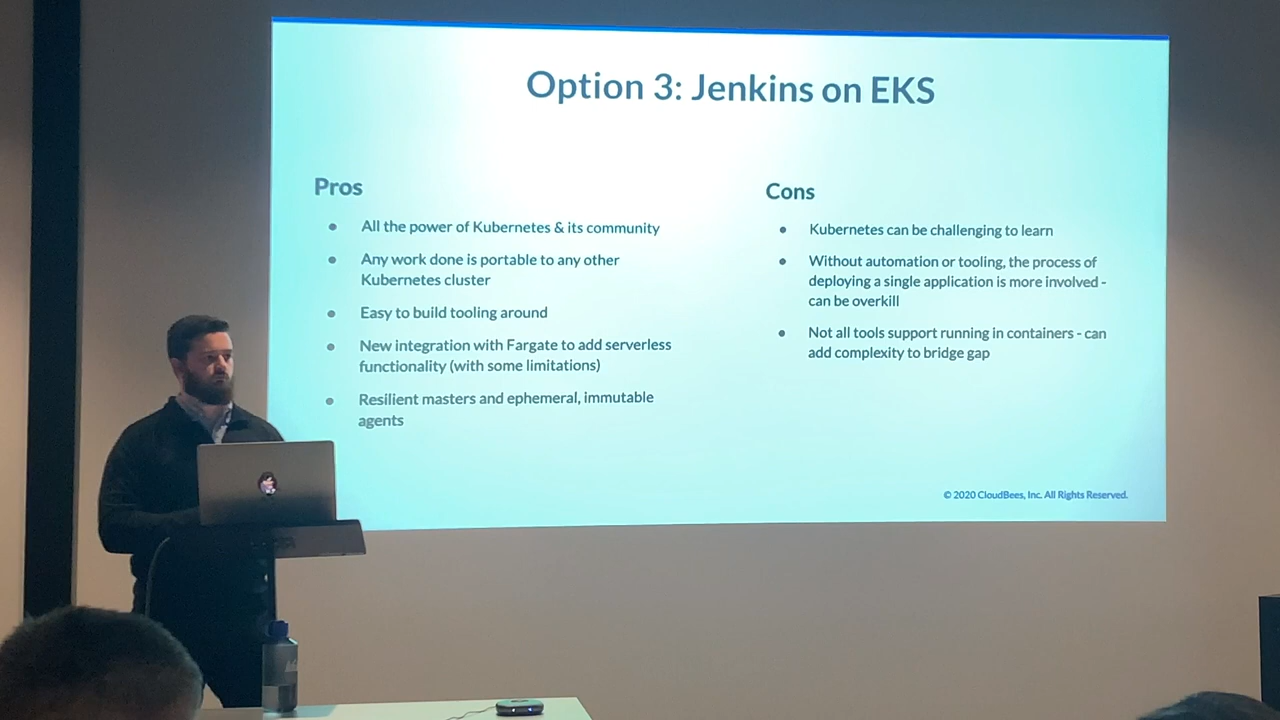 Option 3: Jenkins on EKS
Pros
● All the power of Kubernetes & its community
● Any work done is portable to any other
Kubernetes cluster
● Easy to build tooling around
● New integration with Fargate to add serverless
functionality (with some limitations)
● Resilient masters and ephemeral, immutable
agents
Cons
● Kubernetes can be challenging to learn
● Without automation or tooling, the process of
deploying a single application is more involved -
can be overkill
● Not all tools support running in containers - can
add complexity to bridge gap
© 2020 CloudBees, Inc. All Rights Reserved.